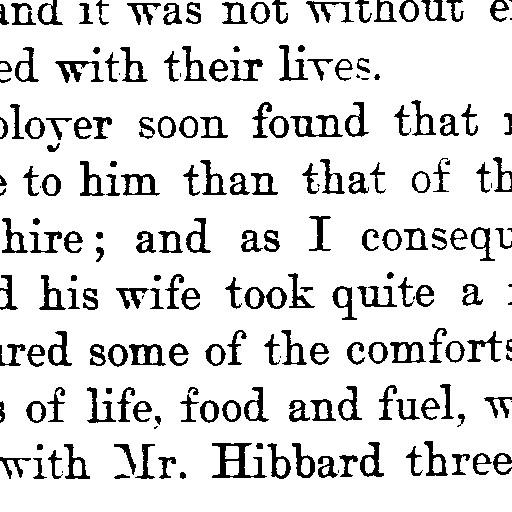 and it was not without
ed with their lives.
ployer soon found that
to him than that of th
hire; and as I consequ
d his wife took quite a
ured some of the comforts
s of life, food and fuel, w
with Mr. Hibbard three